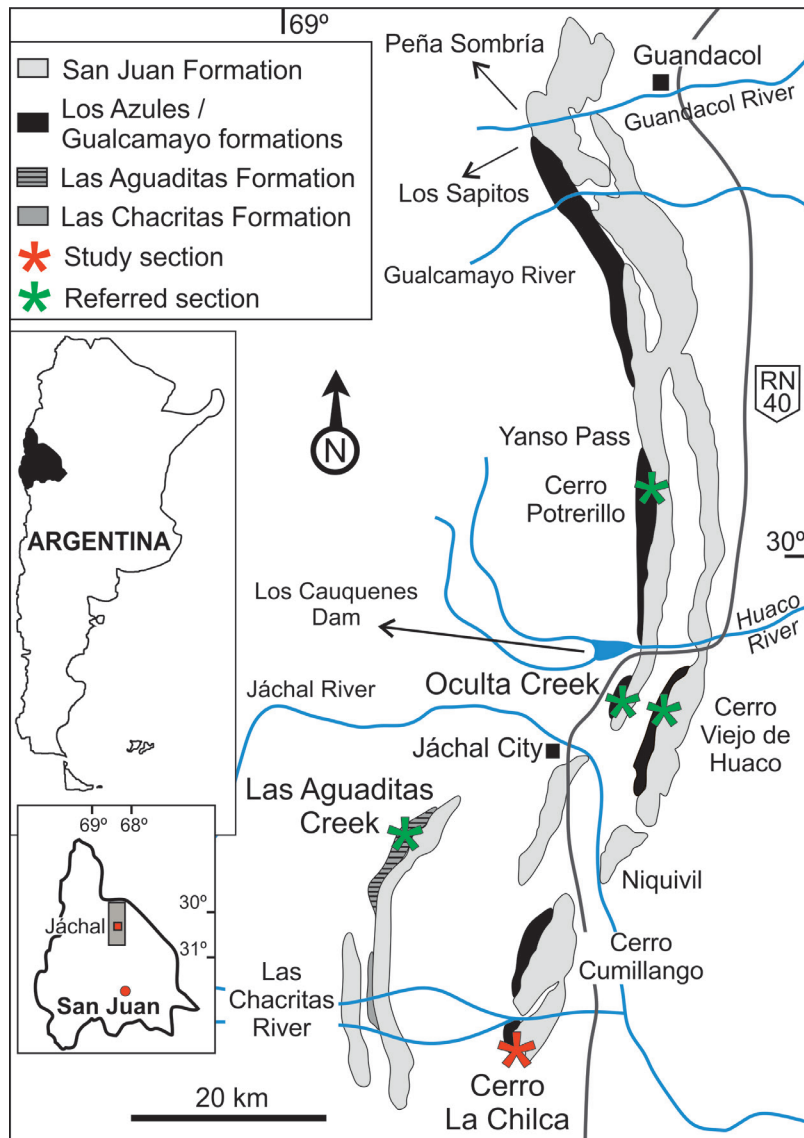 69º
San Juan Formation
Los Azules /
Gualcamayo formations
Las Aguaditas Formation
Las Chacritas Formation
Study section
Referred section
Peña Sombría
Guandacol
Guandacol River
Los Sapitos
Gualcamayo River
RN
40
N
Yanso Pass
Cerro
Potrerillo
30º
ARGENTINA
Los Cauquenes
Dam
Huaco
River
Oculta Creek
Jáchal River
Cerro
Viejo de
Huaco
Jáchal City
Las Aguaditas
Creek
Niquivil
69º 68º
30º
Jáchal
31º
San Juan
Cerro
Cumillango
Las
Chacritas
River
20 km
Cerro
La Chilca